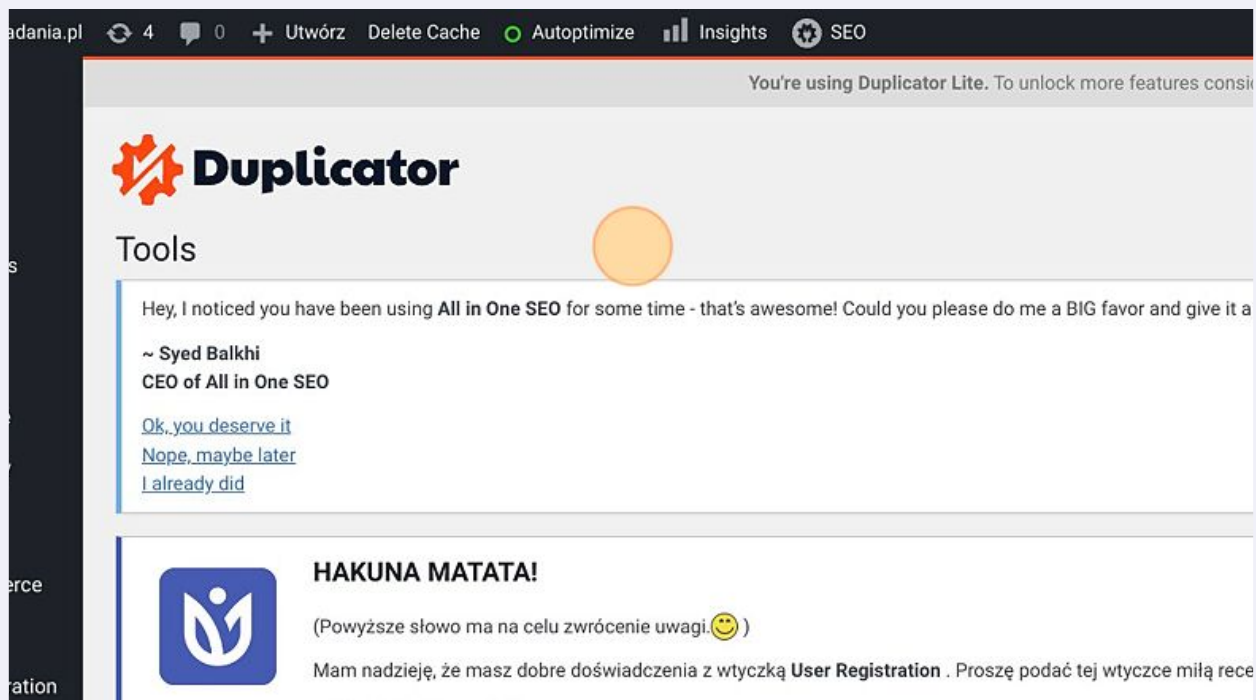 adania.pl 4 0 Utwórz Delete Cache Autoptimize Insights SEO
You're using Duplicator Lite. To unlock more features
Duplicator
Tools
Hey, I noticed you have been using All in One SEO for some time - that's awesome! Could you please do me a BIG favor and give it a
~ Syed Balkhi
CEO of All in One SEO
Ok, you deserve it
Nope, maybe later
I already did
HAKUNA MATATA!
(Powyższe słowo ma na celu zwrócenie uwagi. )
erce
Mam nadzieję, że masz dobre doświadczenia z wtyczką User Registration . Proszę podać tej wtyczce miłą rece
ration